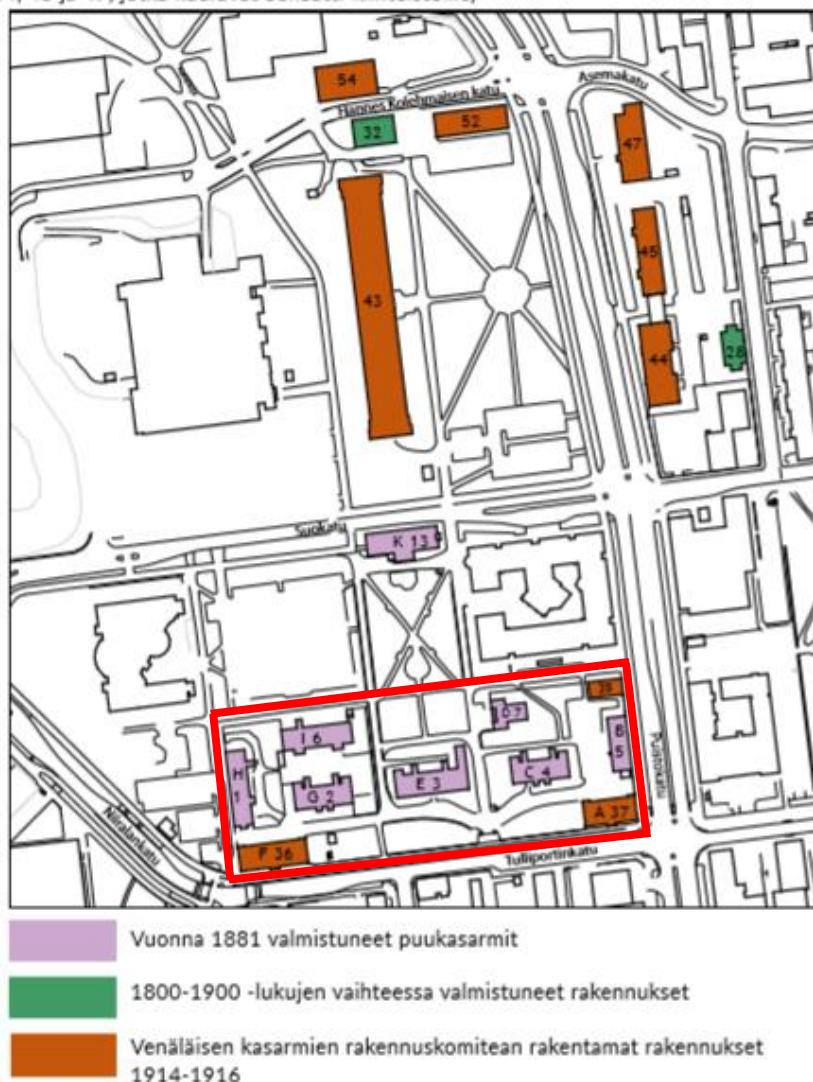 54
Hannes Kolehmaisen katu
Asemakatu
32
52
47
45
43
44
28
Suokatu
K 13
D 7
I 6
B
5
Puistokatu
H
1
E 3
C 4
G 2
A 37
F 36
Niiralankatu
Tulliportinkatu
Vuonna 1881 valmistuneet puukasarmit
1800-1900 -lukujen vaihteessa valmistuneet rakennukset
Venäläisen kasarmien rakennuskomitean rakentamat rakennukset
1914-1916